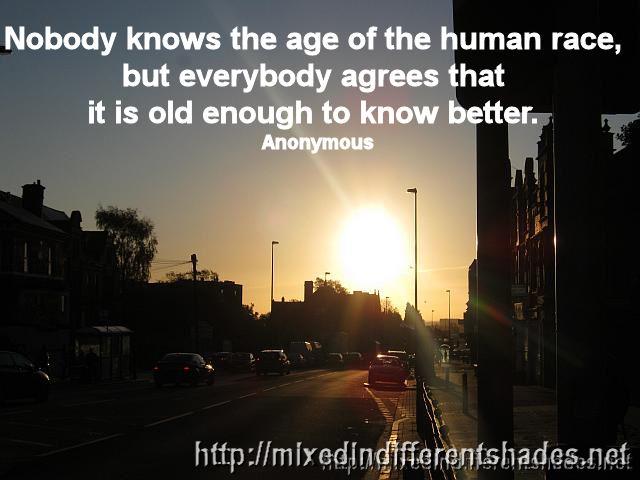 Nobody knows the age of the human race,
but everybody agrees that
it is old enough to know better.
Anonymous
http://mixedindifferentshades.net